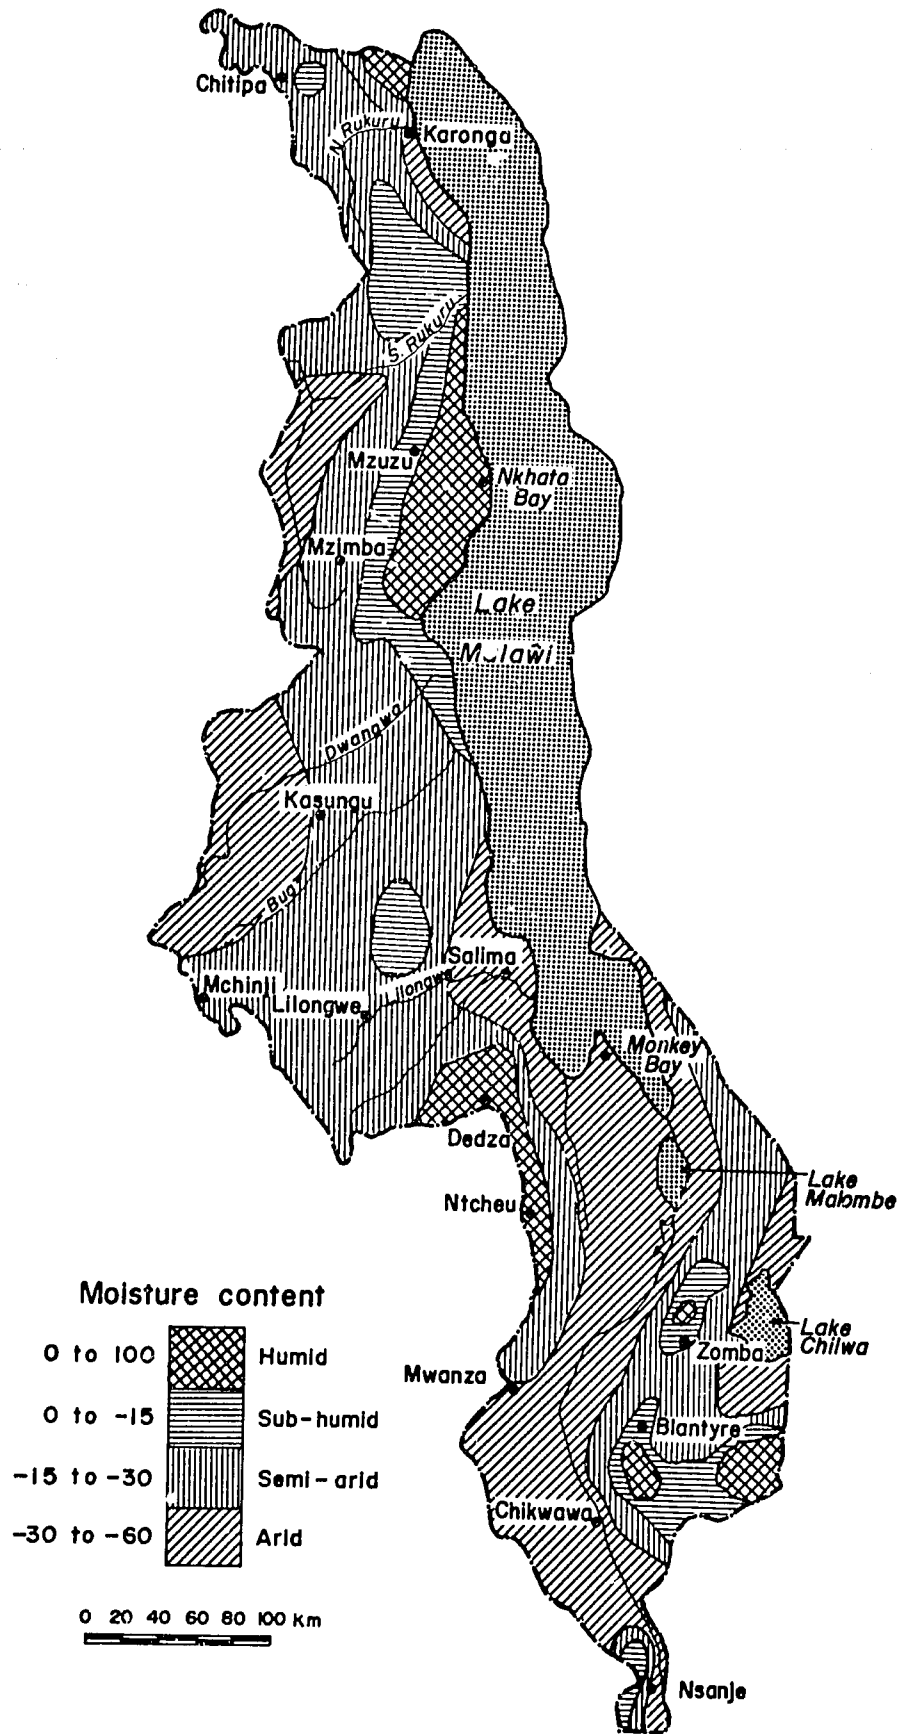 Chitipa
N. Rukuru
Karonga
S. Rukuru
Mzuzu
Nkhata
Bay
Mzimba
Lake
Dwangwa
Kasungu
Bua
Salima
Mchinji
Lilongwe
Lilongwe
Monkey
Bay
Dedza
Lake
Malombe
Ntcheu
Moisture content
0 to 100 Humid
0 to -15 Sub-humid
-15 to -30 Semi-arid
-30 to -60 Arid
Lake
Chilwa
Zomba
Mwanza
Blantyre
Chikwawa
0 20 40 60 80 100 Km
Nsanje